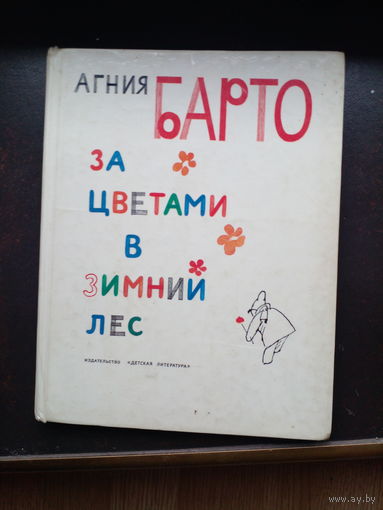 АГНИЯ БАРТО
ЗА
ЦВЕТАМИ
В
ЗИМНИЙ
ЛЕС
ИЗДАТЕЛЬСТВО «ДЕТСКАЯ ЛИТЕРАТУРА»
www.ay.by